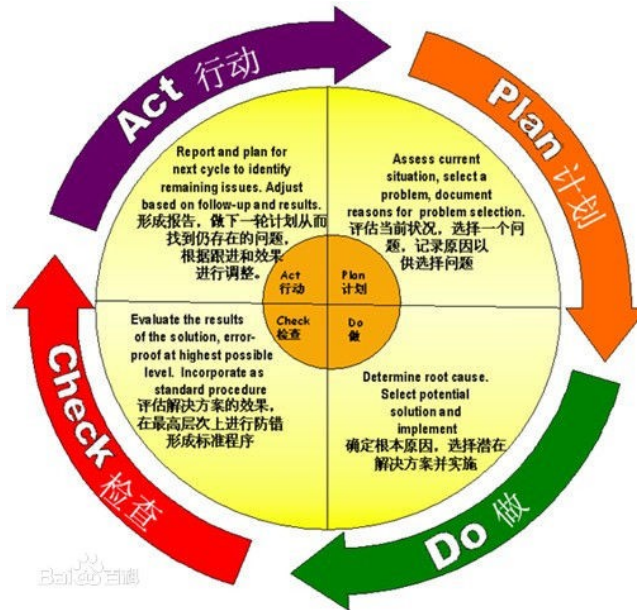 Act 行动
Plan 计划
Report and plan for
next cycle to identify
remaining issues. Adjust
based on follow-up and results.
形成报告，做下一轮计划从而
找到仍存在的问题，
根据跟进和效果
进行调整。
Assess current
situation, select a
problem, document
reasons for problem selection.
评估当前状况，选择一个问
题，记录原因以
供选择问题
Act
行动
Plan
计划
Check
检查
Do
做
Evaluate the results
of the solution, error-
proof at highest possible
level. Incorporate as
standard procedure
评估解决方案的效果，
在最高层次上进行防错
形成标准程序
Determine root cause.
Select potential
solution and
implement
确定根本原因，选择潜在
解决方案并实施
Check 检查
Do 做
Baidu百科